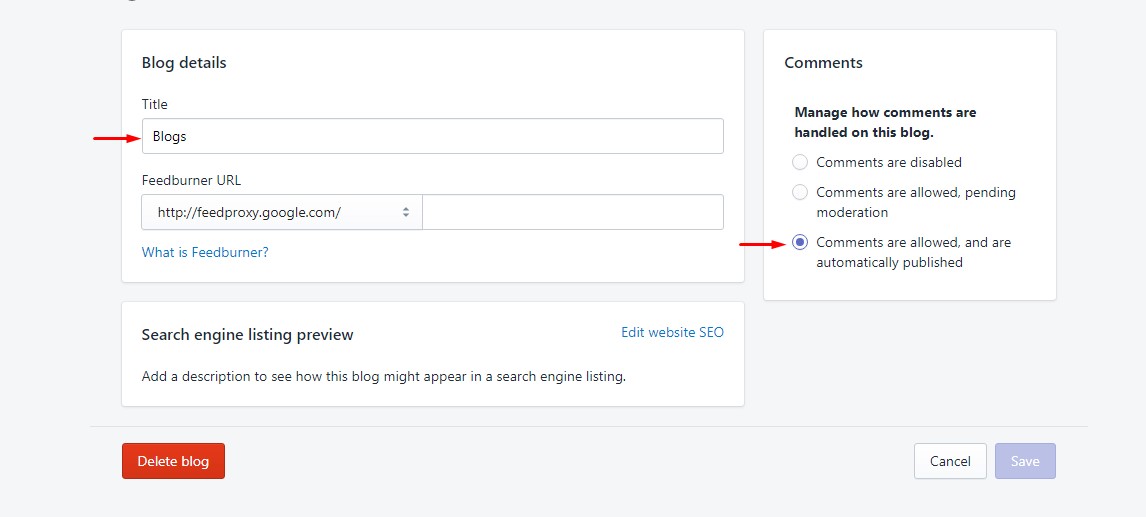 Blog details
Title
Blogs
Feedburner URL
http://feedproxy.google.com/
What is Feedburner?
Search engine listing preview
Edit website SEO
Add a description to see how this blog might appear in a search engine listing.
Comments
Manage how comments are
handled on this blog.
Comments are disabled
Comments are allowed, pending
moderation
Comments are allowed, and are
automatically published
Delete blog
Cancel
Save